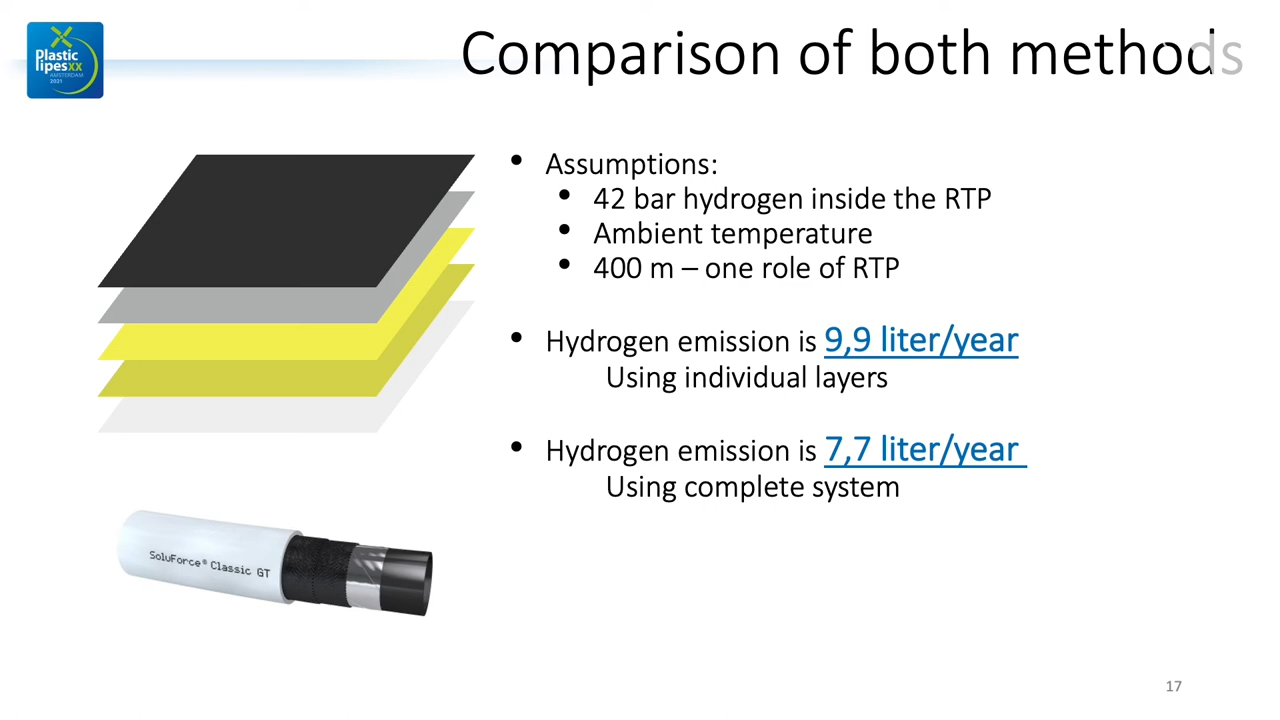 Plastic
Pipesxx
AMSTERDAM
2021
Comparison of both methods
• Assumptions:
• 42 bar hydrogen inside the RTP
• Ambient temperature
• 400 m – one role of RTP
• Hydrogen emission is 9,9 liter/year
Using individual layers
• Hydrogen emission is 7,7 liter/year
Using complete system
SoluForce® Classic GT
17